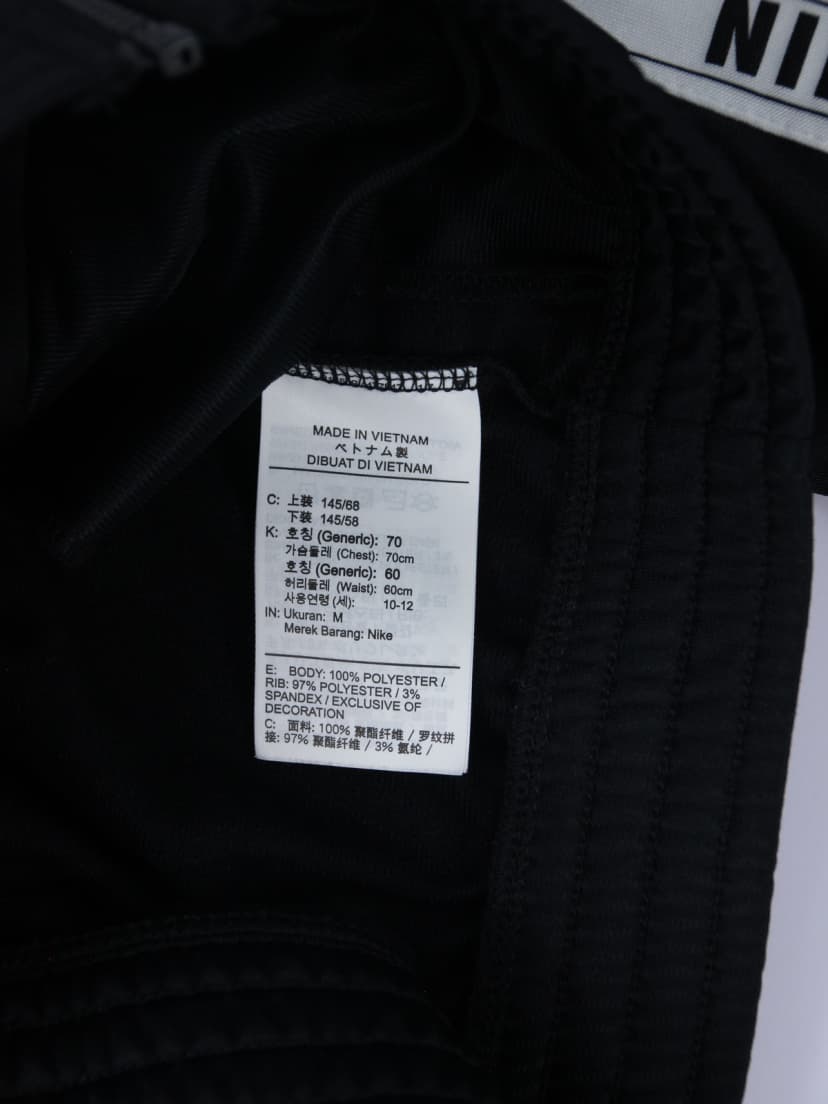 NI
MADE IN VIETNAM
ベトナム製
DIBUAT DI VIETNAM
C: 上装 145/68
下装 145/58
K: 호칭 (Generic): 70
가슴둘레 (Chest): 70cm
호칭 (Generic): 60
허리둘레 (Waist): 60cm
사용연령 (세): 10-12
IN: Ukuran: M
Merek Barang: Nike
E: BODY: 100% POLYESTER /
RIB: 97% POLYESTER / 3%
SPANDEX / EXCLUSIVE OF
DECORATION
C: 面料: 100% 聚酯纤维 / 罗纹拼
接: 97% 聚酯纤维 / 3% 氨纶 /